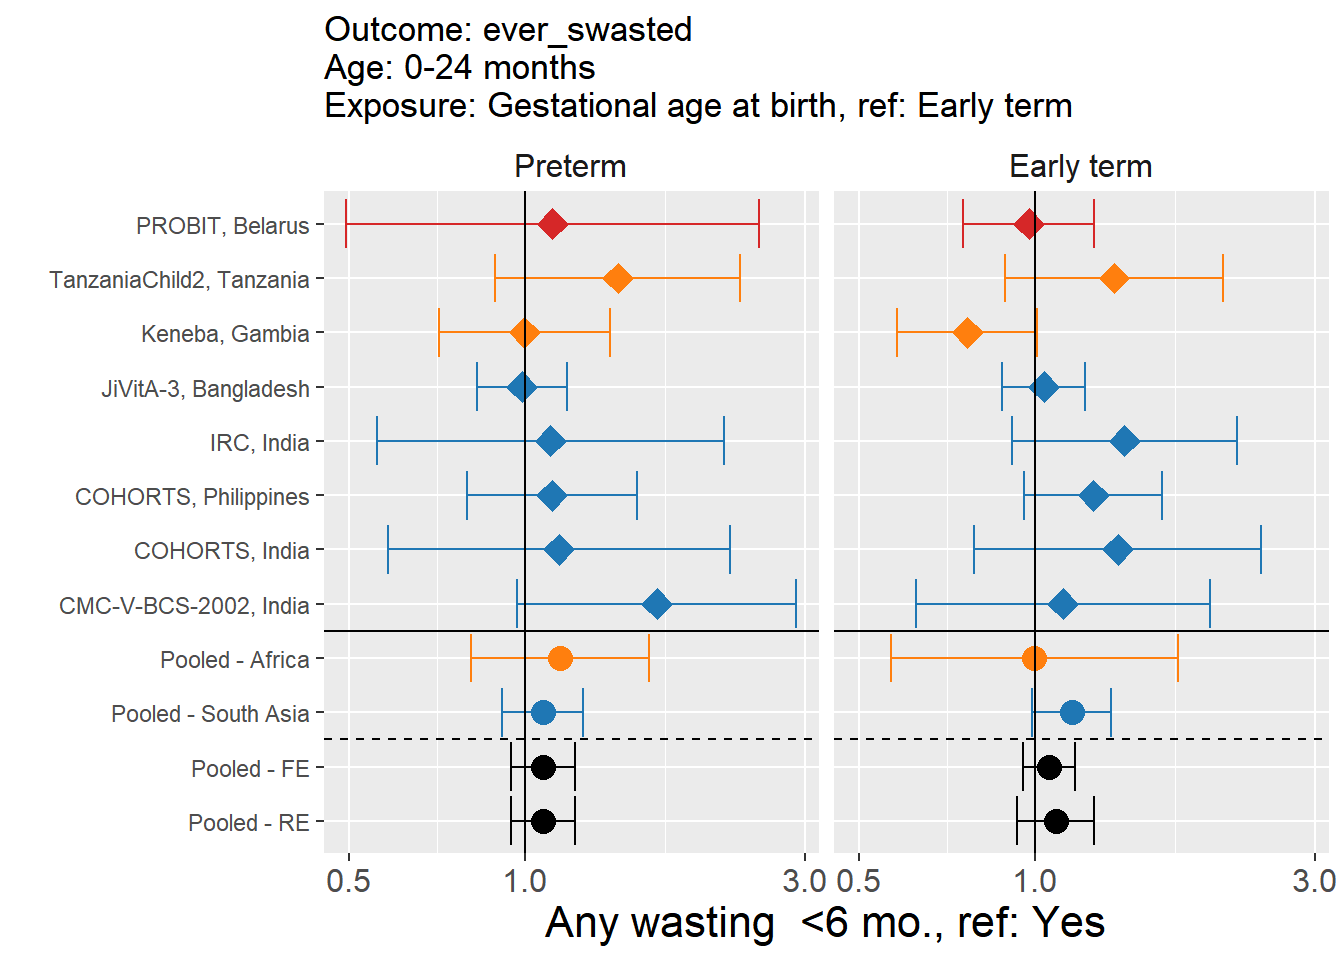 Outcome: ever_swasted
Age: 0-24 months
Exposure: Gestational age at birth, ref: Early term
Preterm
Early term
PROBIT, Belarus
TanzaniaChild2, Tanzania
Keneba, Gambia
JiVitA-3, Bangladesh
IRC, India
COHORTS, Philippines
COHORTS, India
CMC-V-BCS-2002, India
Pooled - Africa
Pooled - South Asia
Pooled - FE
Pooled - RE
0.5 1.0 3.0 0.5 1.0 3.0
Any wasting  <6 mo., ref: Yes